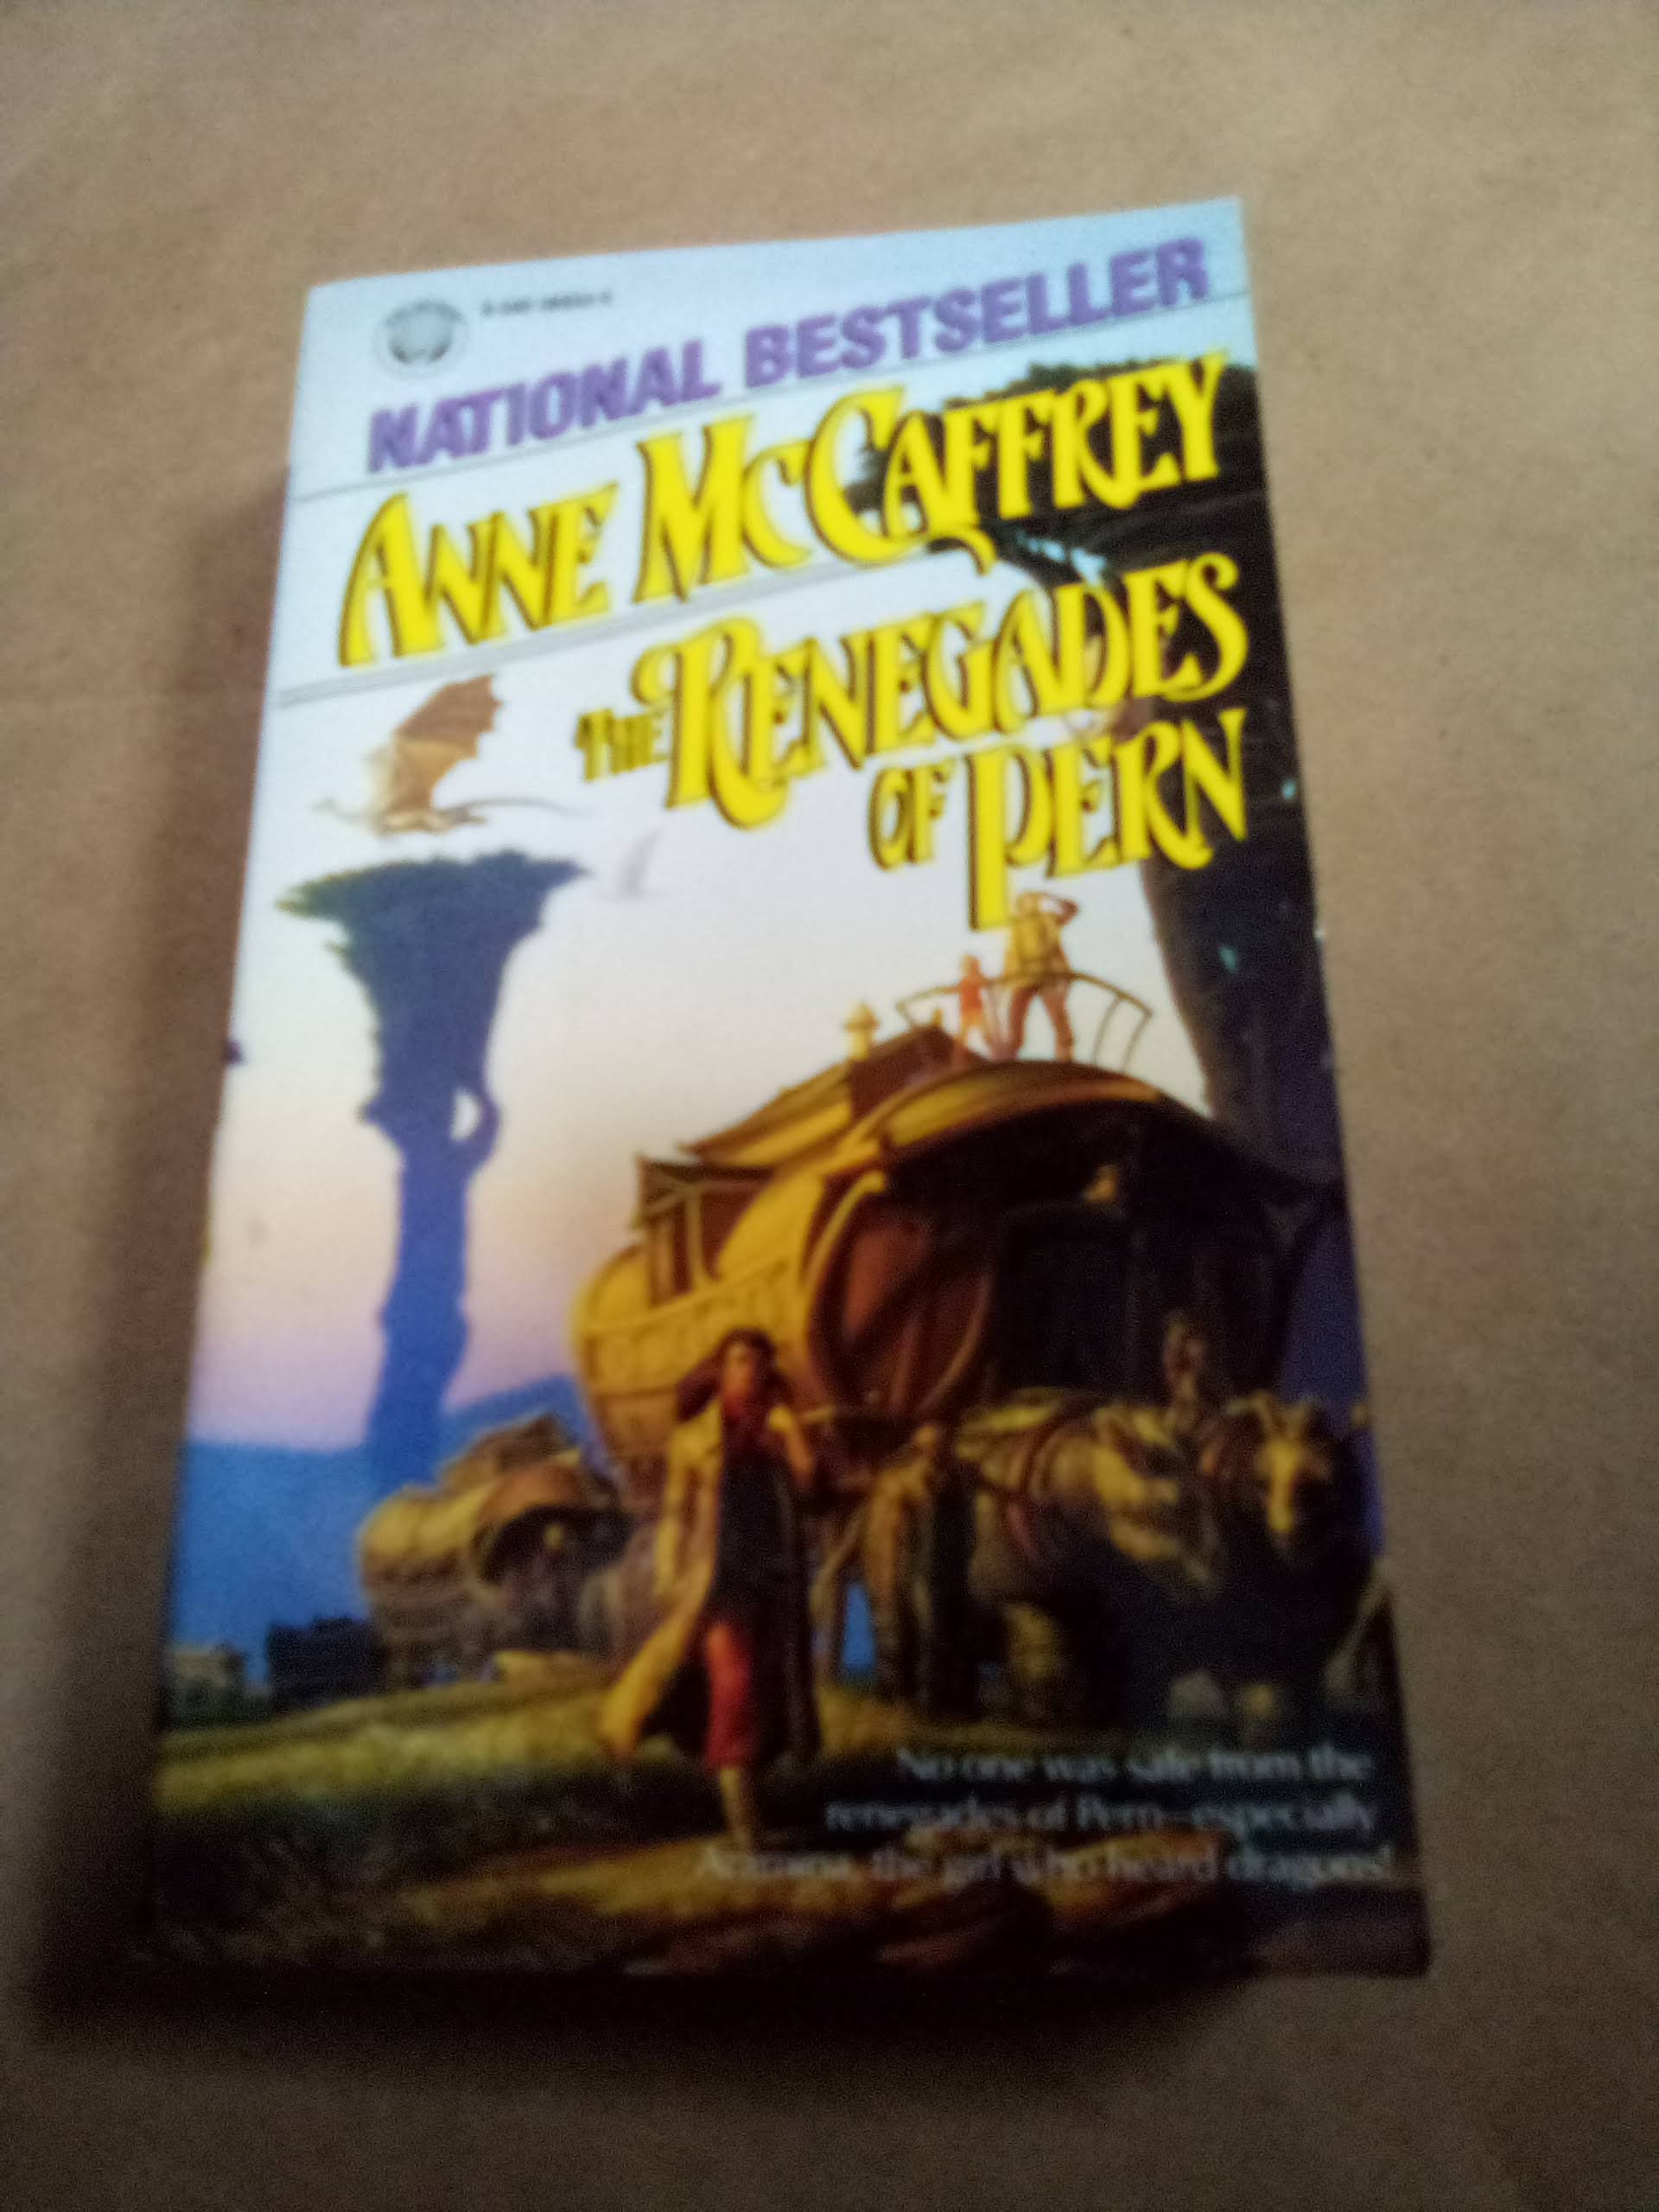 NATIONAL BESTSELLER
ANNE MCCAFFREY
THE RENEGADES
OF PERN
No one was safe from the
renegades of Pern—especially
Aramina, the girl who heard dragons!